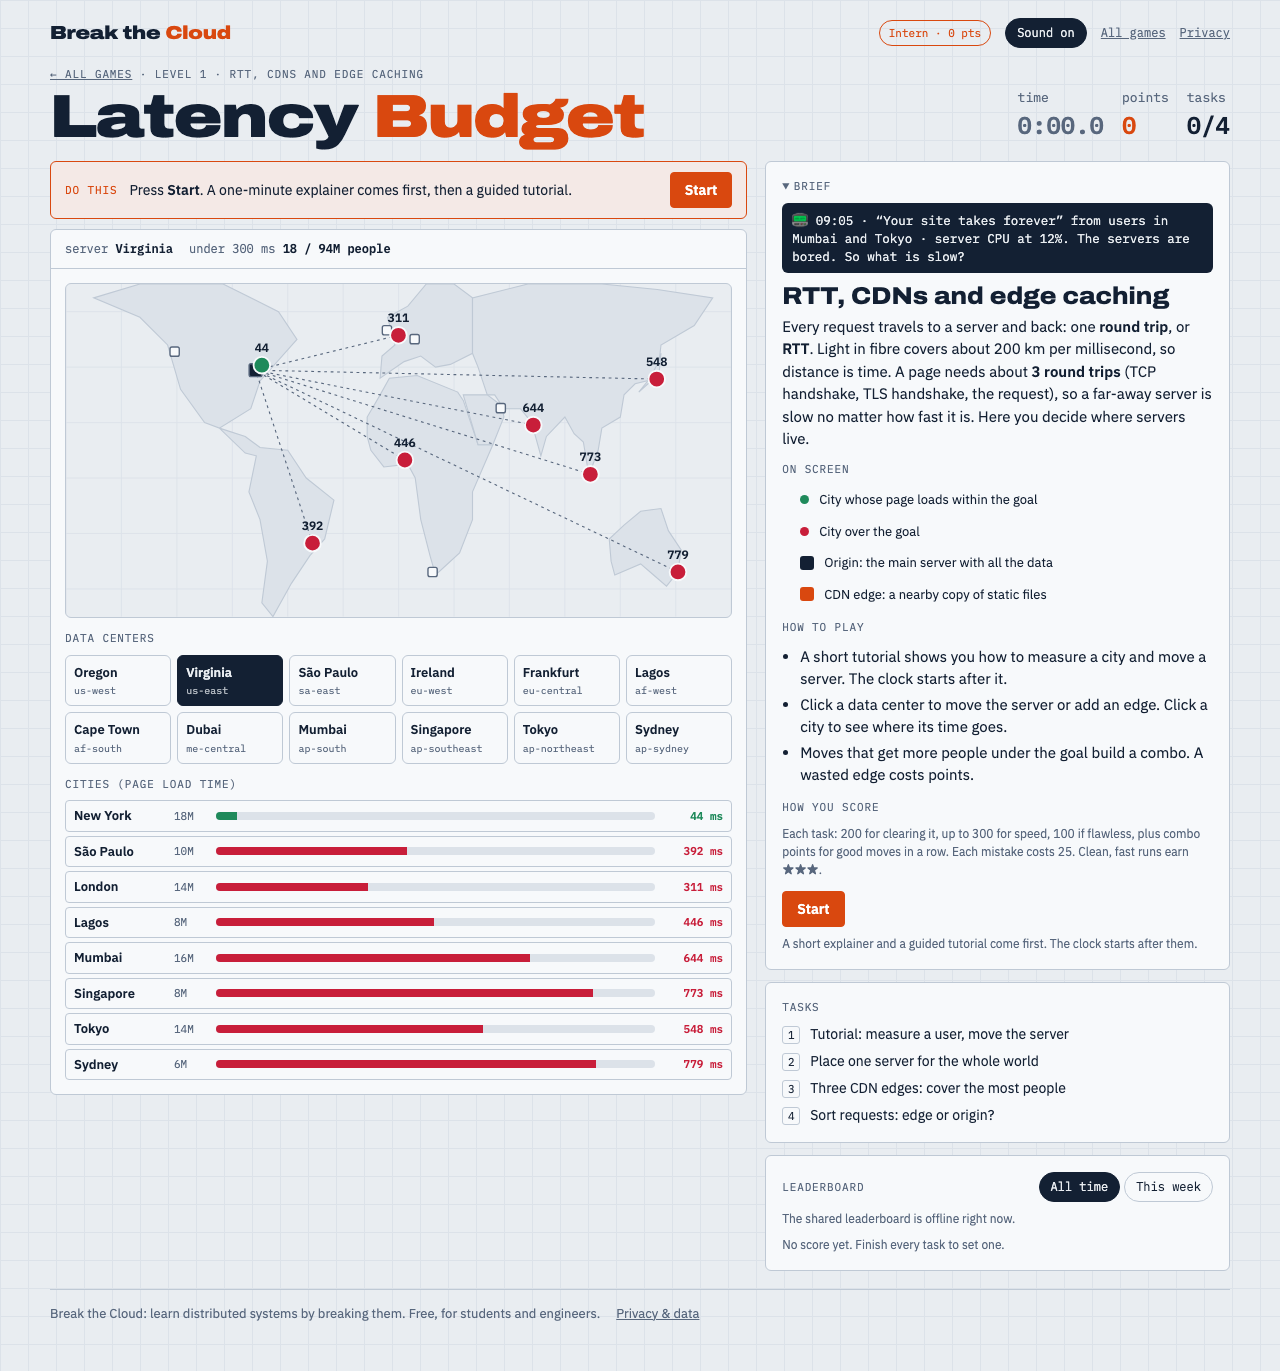 Break the Cloud
Intern · 0 pts
Sound on
All games
Privacy
← ALL GAMES · LEVEL 1 · RTT, CDNS AND EDGE CACHING
Latency Budget
time
0:00.0
points
0
tasks
0/4
DO THIS
Press Start. A one-minute explainer comes first, then a guided tutorial.
Start
server Virginia under 300 ms 18 / 94M people
311
44
548
644
446
773
392
779
DATA CENTERS
Oregon
us-west
Virginia
us-east
São Paulo
sa-east
Ireland
eu-west
Frankfurt
eu-central
Lagos
af-west
Cape Town
af-south
Dubai
me-central
Mumbai
ap-south
Singapore
ap-southeast
Tokyo
ap-northeast
Sydney
ap-sydney
CITIES (PAGE LOAD TIME)
New York 18M 44 ms
São Paulo 10M 392 ms
London 14M 311 ms
Lagos 8M 446 ms
Mumbai 16M 644 ms
Singapore 8M 773 ms
Tokyo 14M 548 ms
Sydney 6M 779 ms
▼ BRIEF
09:05 · “Your site takes forever” from users in
Mumbai and Tokyo · server CPU at 12%. The servers are
bored. So what is slow?
RTT, CDNs and edge caching
Every request travels to a server and back: one round trip, or
RTT. Light in fibre covers about 200 km per millisecond, so
distance is time. A page needs about 3 round trips (TCP
handshake, TLS handshake, the request), so a far-away server is
slow no matter how fast it is. Here you decide where servers
live.
ON SCREEN
City whose page loads within the goal
City over the goal
Origin: the main server with all the data
CDN edge: a nearby copy of static files
HOW TO PLAY
• A short tutorial shows you how to measure a city and move a
server. The clock starts after it.
• Click a data center to move the server or add an edge. Click a
city to see where its time goes.
• Moves that get more people under the goal build a combo. A
wasted edge costs points.
HOW YOU SCORE
Each task: 200 for clearing it, up to 300 for speed, 100 if flawless, plus combo
points for good moves in a row. Each mistake costs 25. Clean, fast runs earn
★★★.
Start
A short explainer and a guided tutorial come first. The clock starts after them.
TASKS
1 Tutorial: measure a user, move the server
2 Place one server for the whole world
3 Three CDN edges: cover the most people
4 Sort requests: edge or origin?
LEADERBOARD
All time
This week
The shared leaderboard is offline right now.
No score yet. Finish every task to set one.
Break the Cloud: learn distributed systems by breaking them. Free, for students and engineers.
Privacy & data